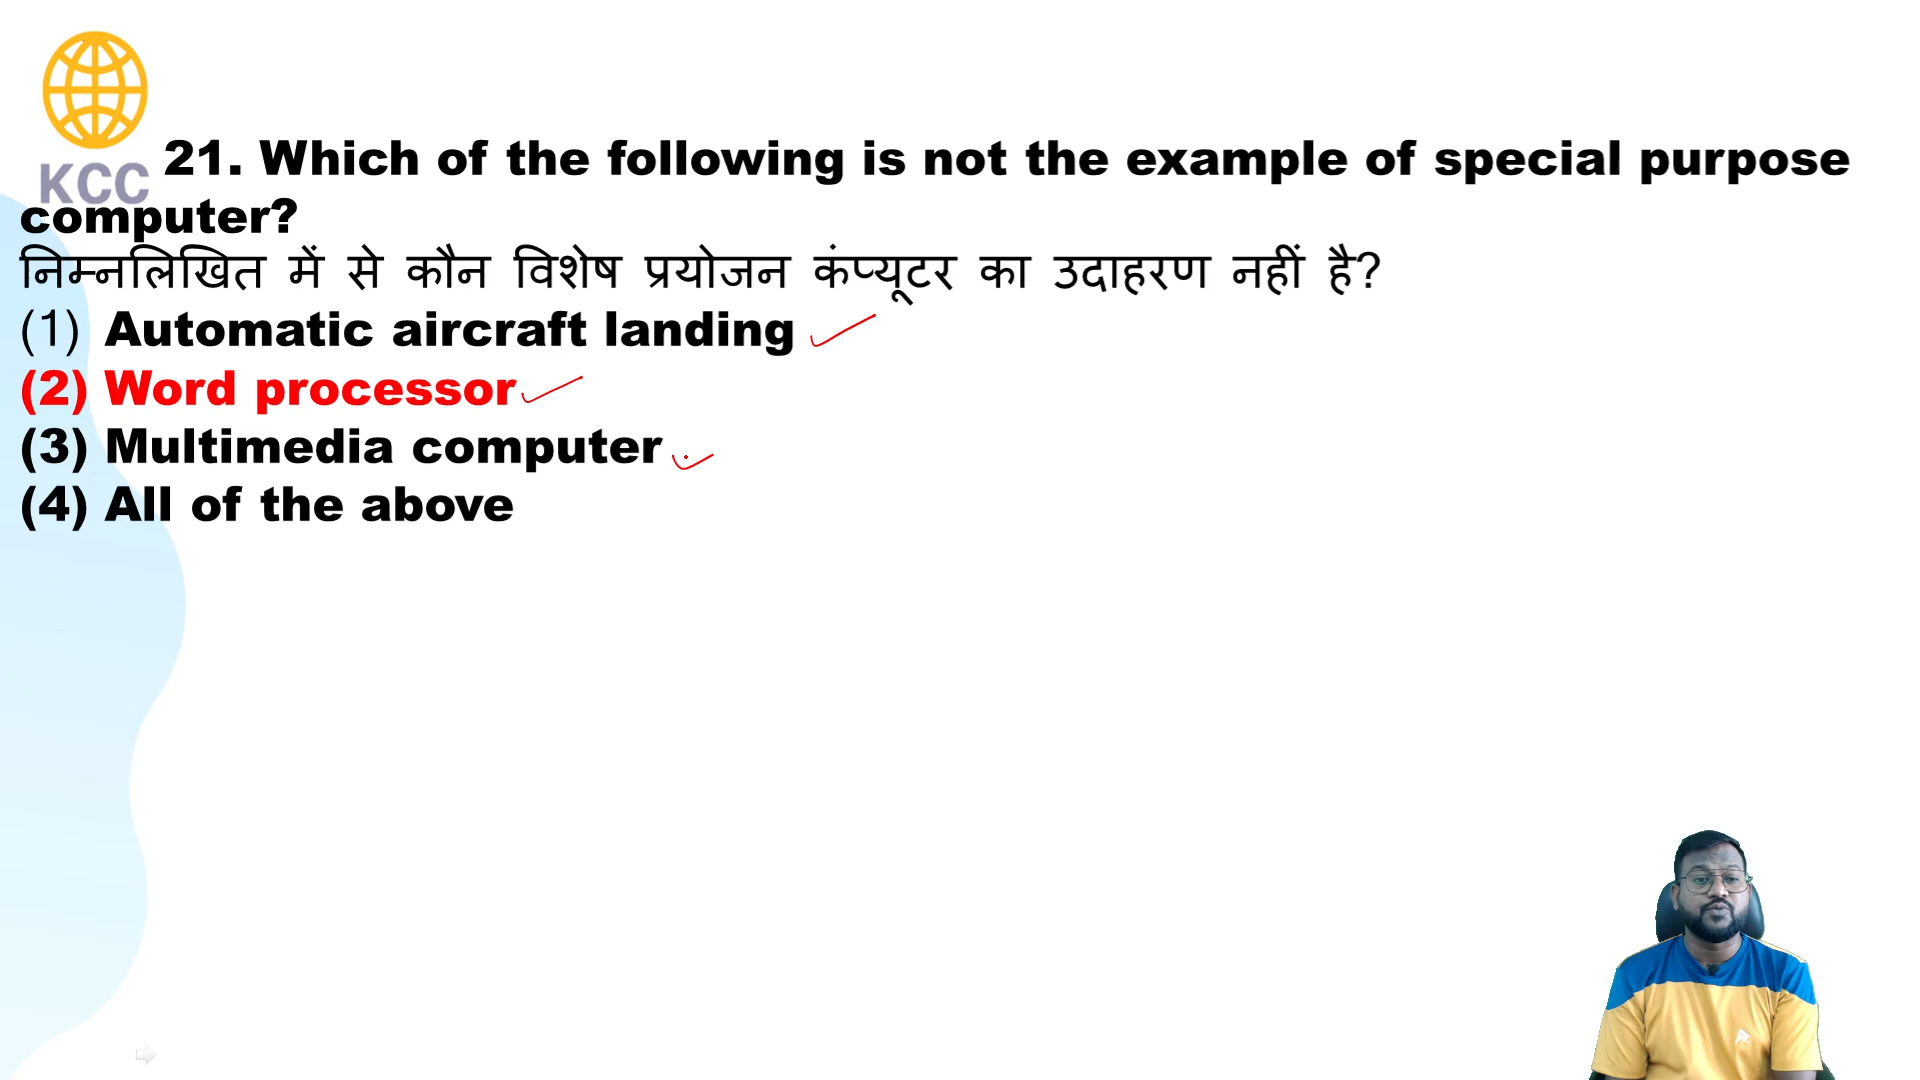 KCC
21. Which of the following is not the example of special purpose
computer?
निम्नलिखित में से कौन विशेष प्रयोजन कंप्यूटर का उदाहरण नहीं है?
(1) Automatic aircraft landing
(2) Word processor
(3) Multimedia computer
(4) All of the above